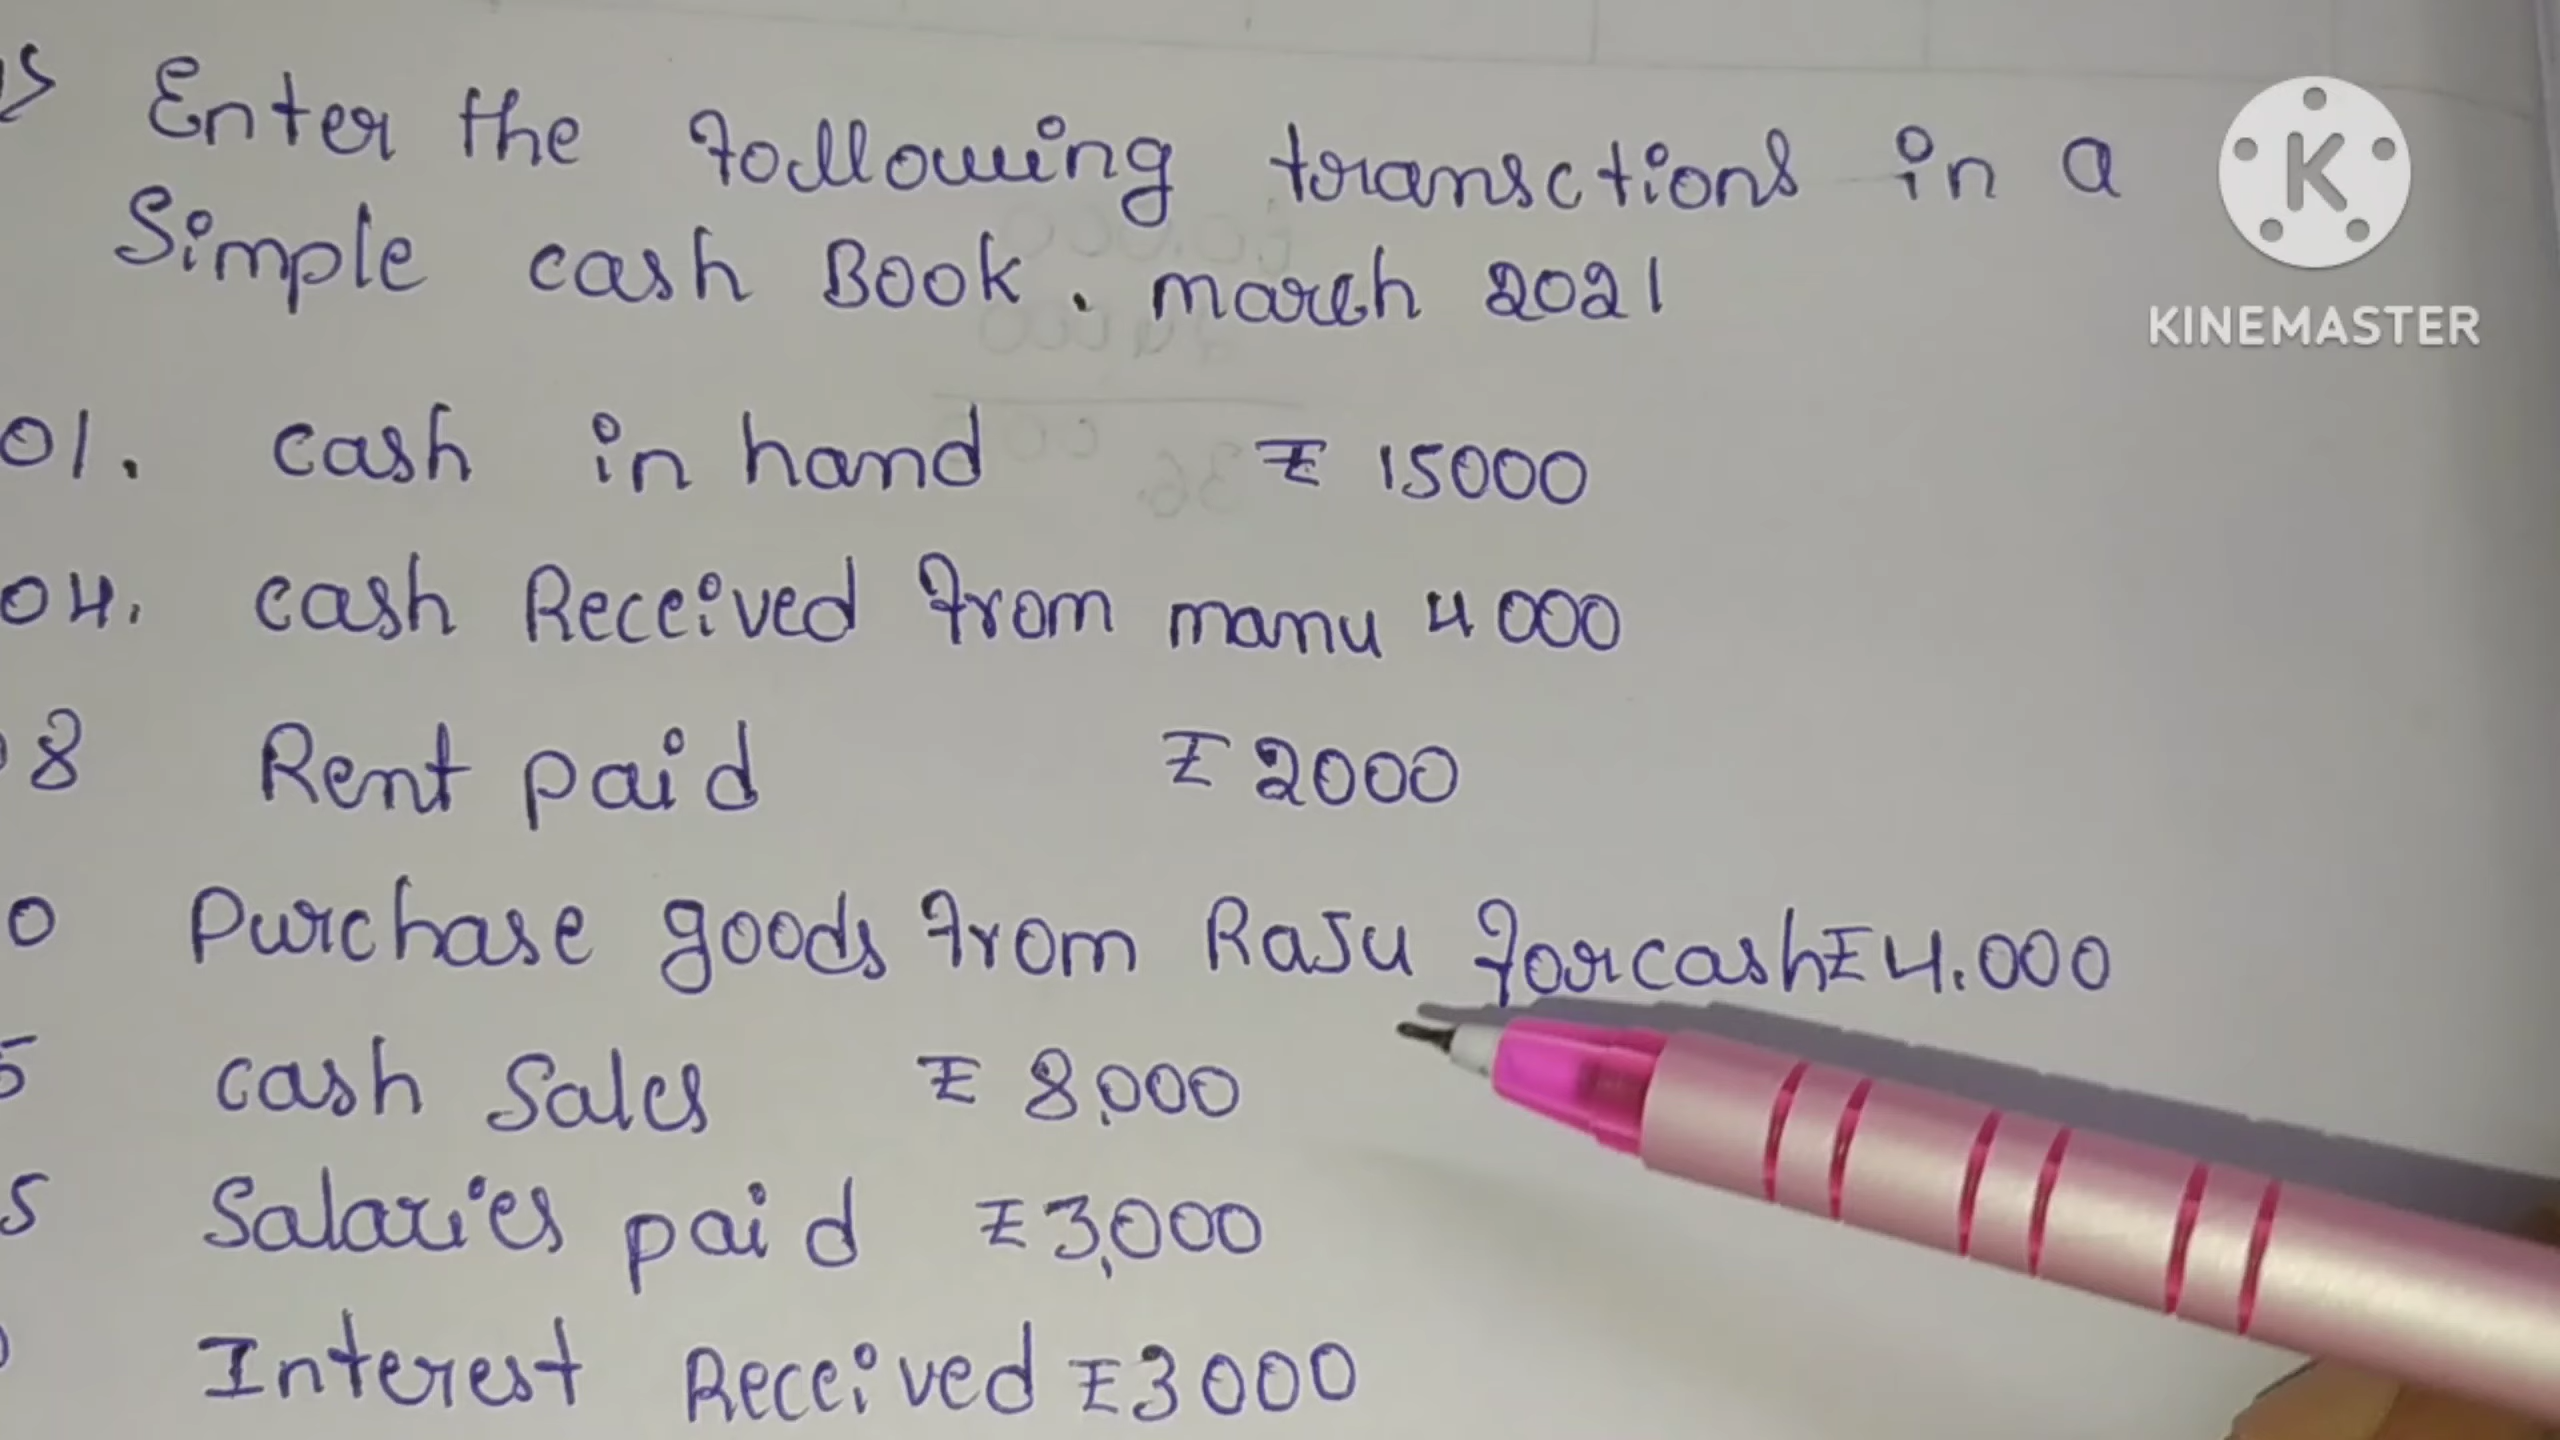 Enter the following transctions in a
Simple cash Book. march 2021
01. cash in hand ₹ 15000
04. cash Received from manu 4000
8 Rent paid ₹2000
0 Purchase goods from Raju for cash ₹4.000
5 cash Sales ₹ 8,000
5 Salaries paid ₹3,000
Interest Received ₹3000
K
KINEMASTER